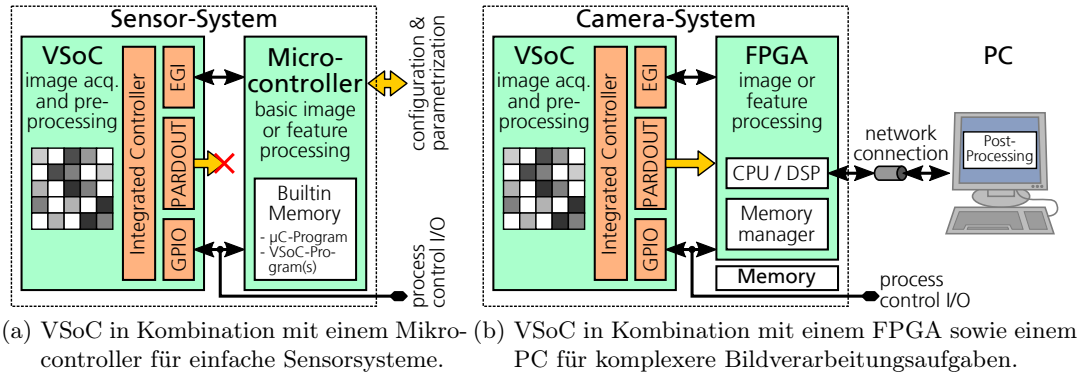 Sensor-System
VSoC
image acq.
and pre-
processing
Integrated Controller
EGI
PARDOUT
GPIO
Micro-
controller
basic image
or feature
processing
Builtin
Memory
- µC-Program
- VSoC-Pro-
gram(s)
configuration &
parametrization
process
control I/O
(a) VSoC in Kombination mit einem Mikro-
controller für einfache Sensorsysteme.
Camera-System
VSoC
image acq.
and pre-
processing
Integrated Controller
EGI
PARDOUT
GPIO
FPGA
image or
feature
processing
CPU / DSP
Memory
manager
Memory
network
connection
PC
Post-
Processing
process
control I/O
(b) VSoC in Kombination mit einem FPGA sowie einem
PC für komplexere Bildverarbeitungsaufgaben.